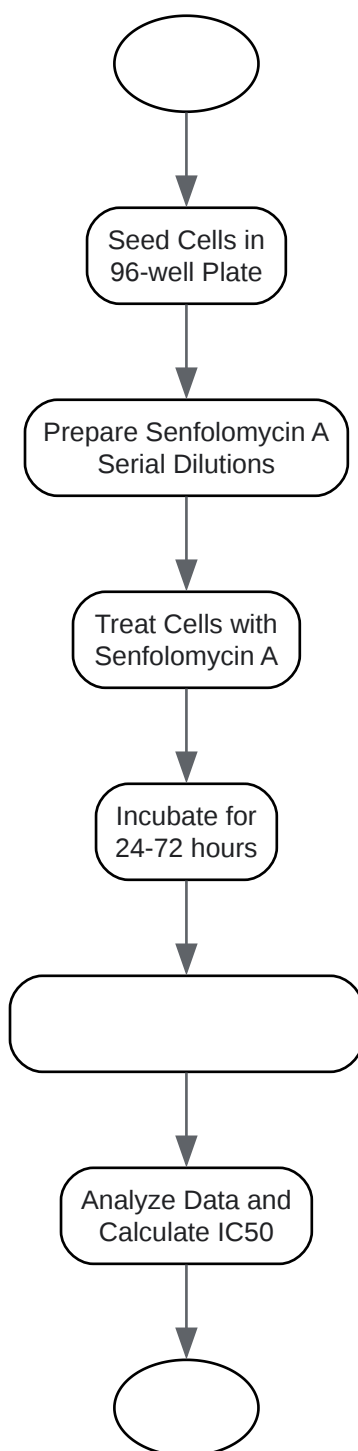 Seed Cells in
96-well Plate
Prepare Senfolomycin A
Serial Dilutions
Treat Cells with
Senfolomycin A
Incubate for
24-72 hours
Analyze Data and
Calculate IC50